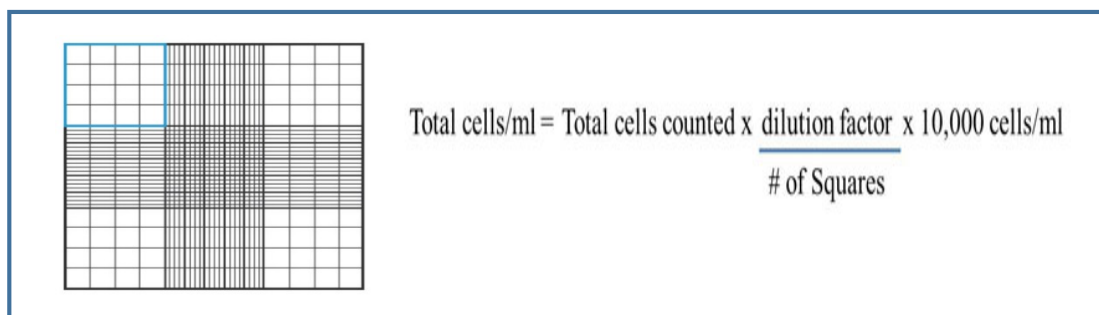 Total cells/ml = Total cells counted x dilution factor x 10,000 cells/ml
# of Squares